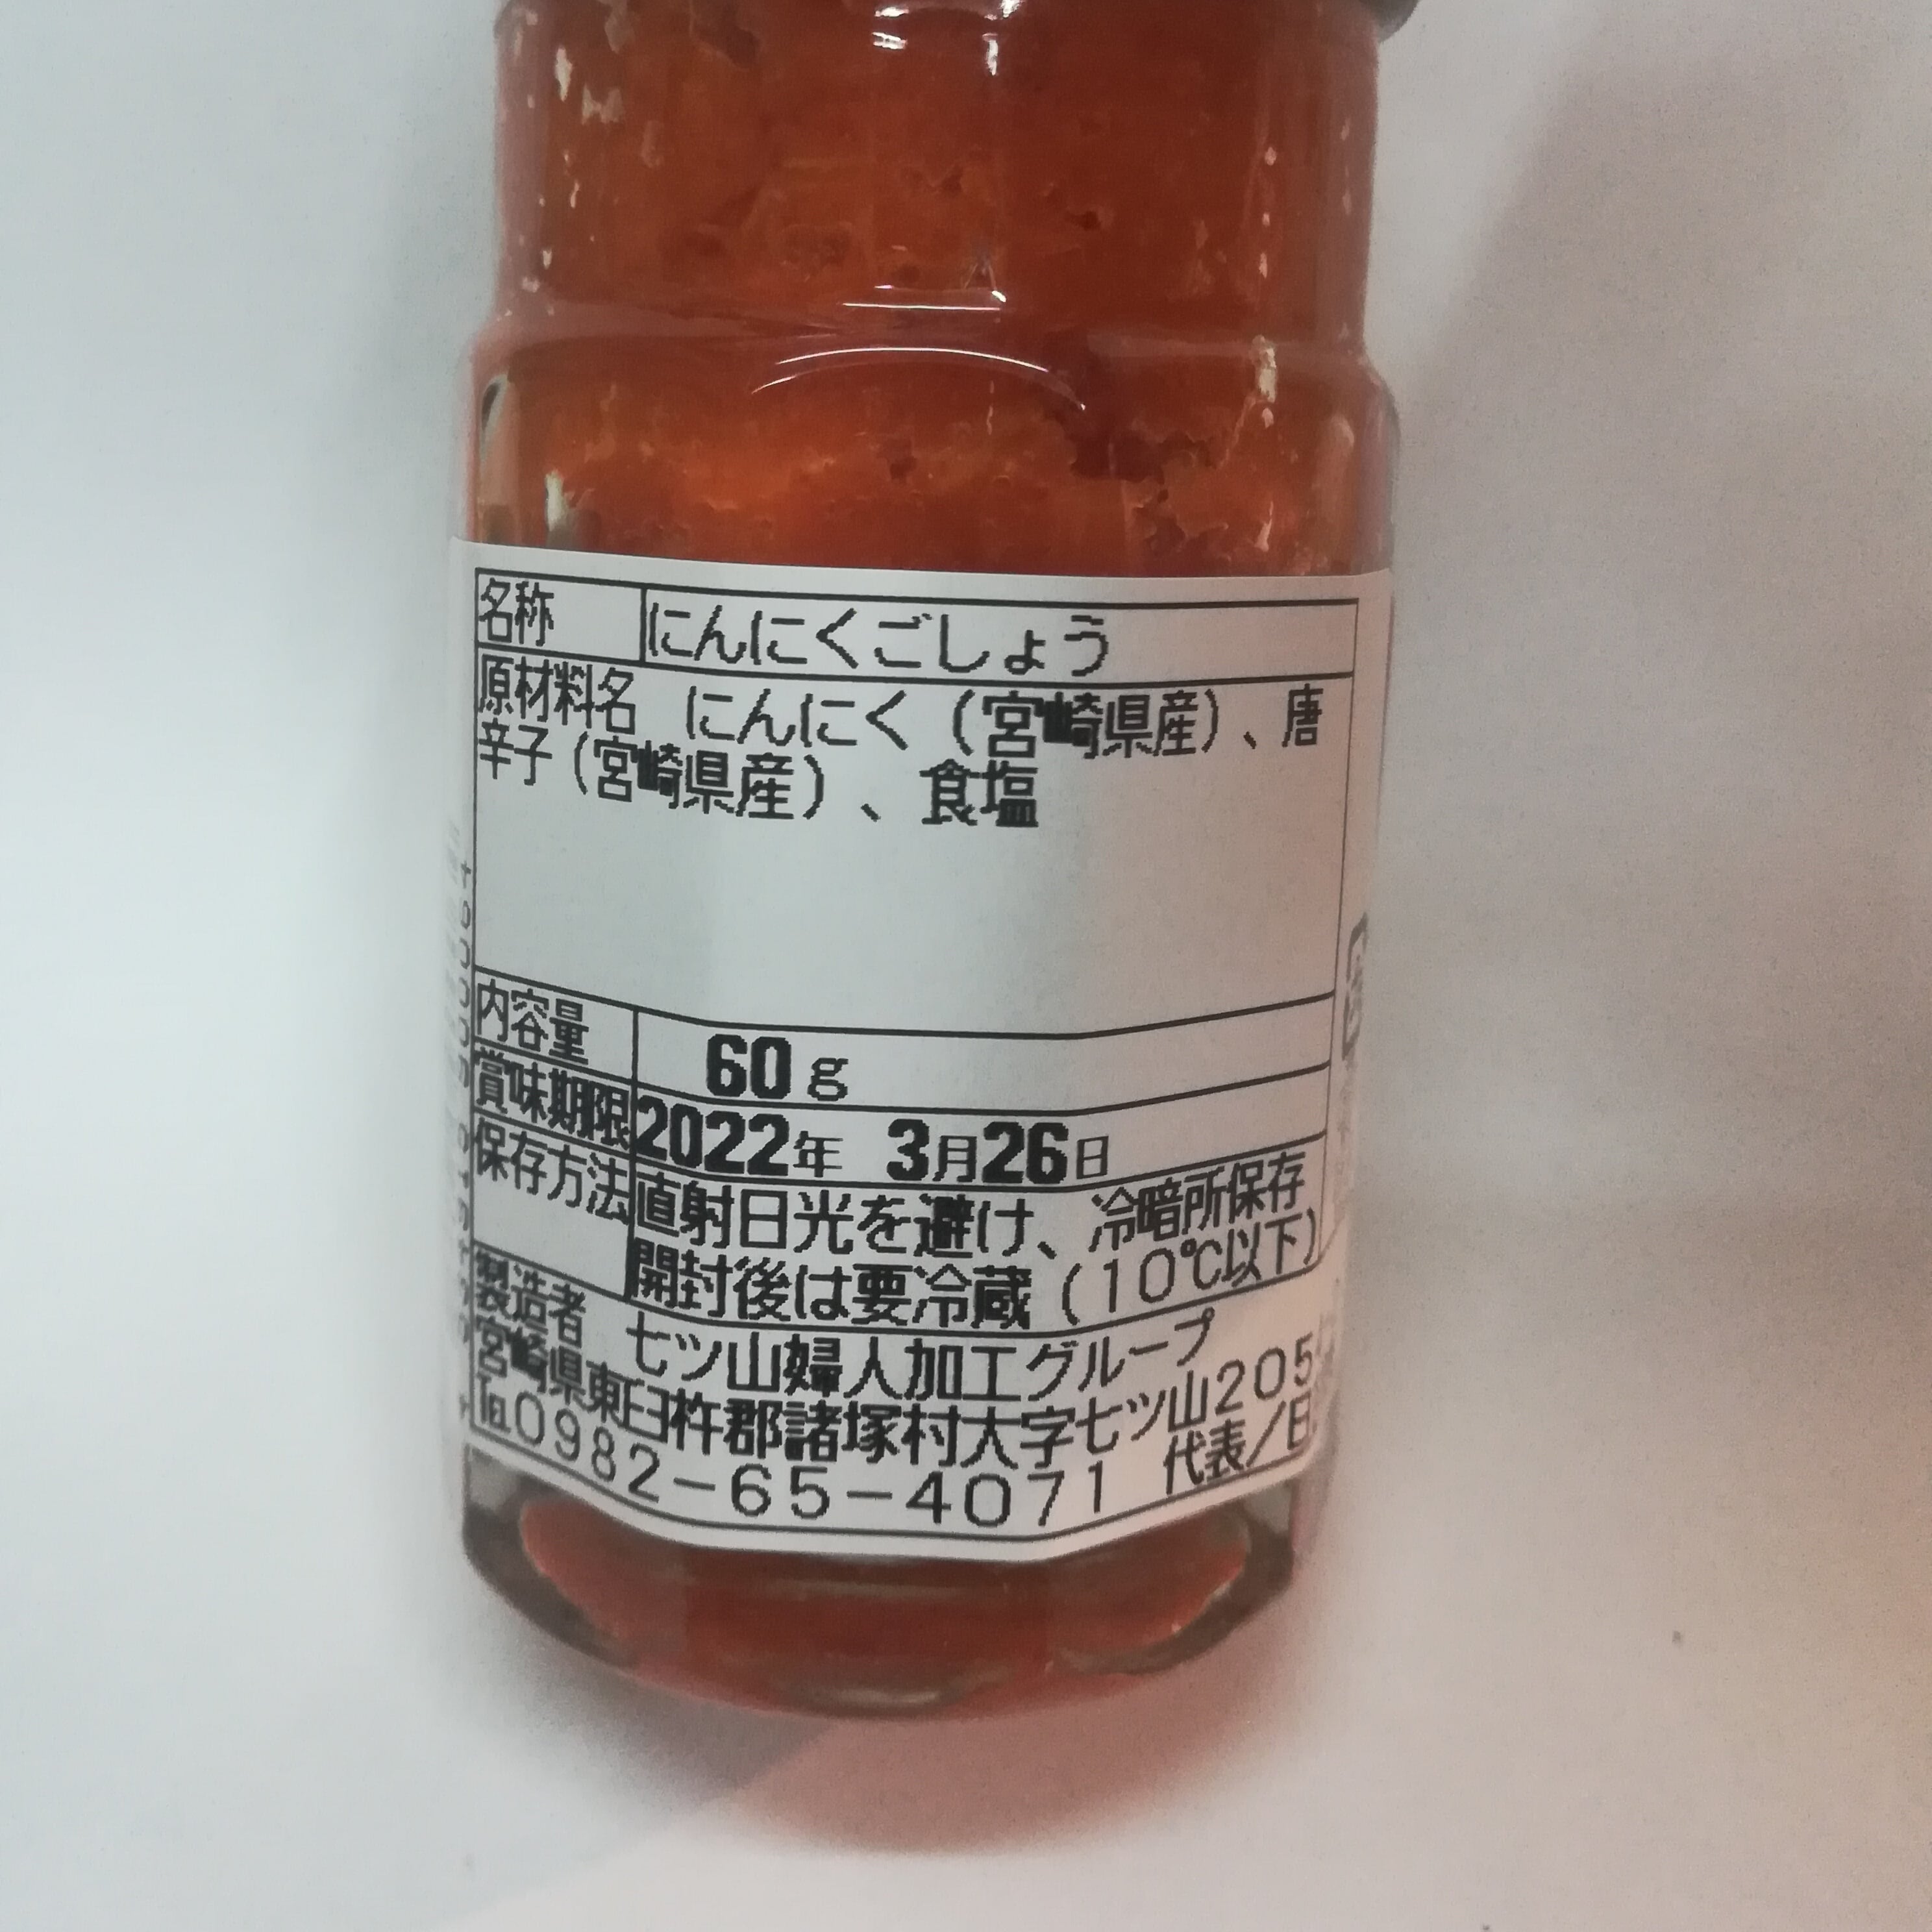 名称 にんにくごしょう
原材料名 にんにく（宮崎県産）、唐
辛子（宮崎県産）、食塩
内容量 60g
賞味期限 2022年 3月26日
保存方法 直射日光を避け、冷暗所保存
開封後は要冷蔵（10℃以下）
製造者 七ツ山婦人加工グループ
宮崎県東臼杵郡諸塚村大字七ツ山205
℡0982-65-4071 代表／日